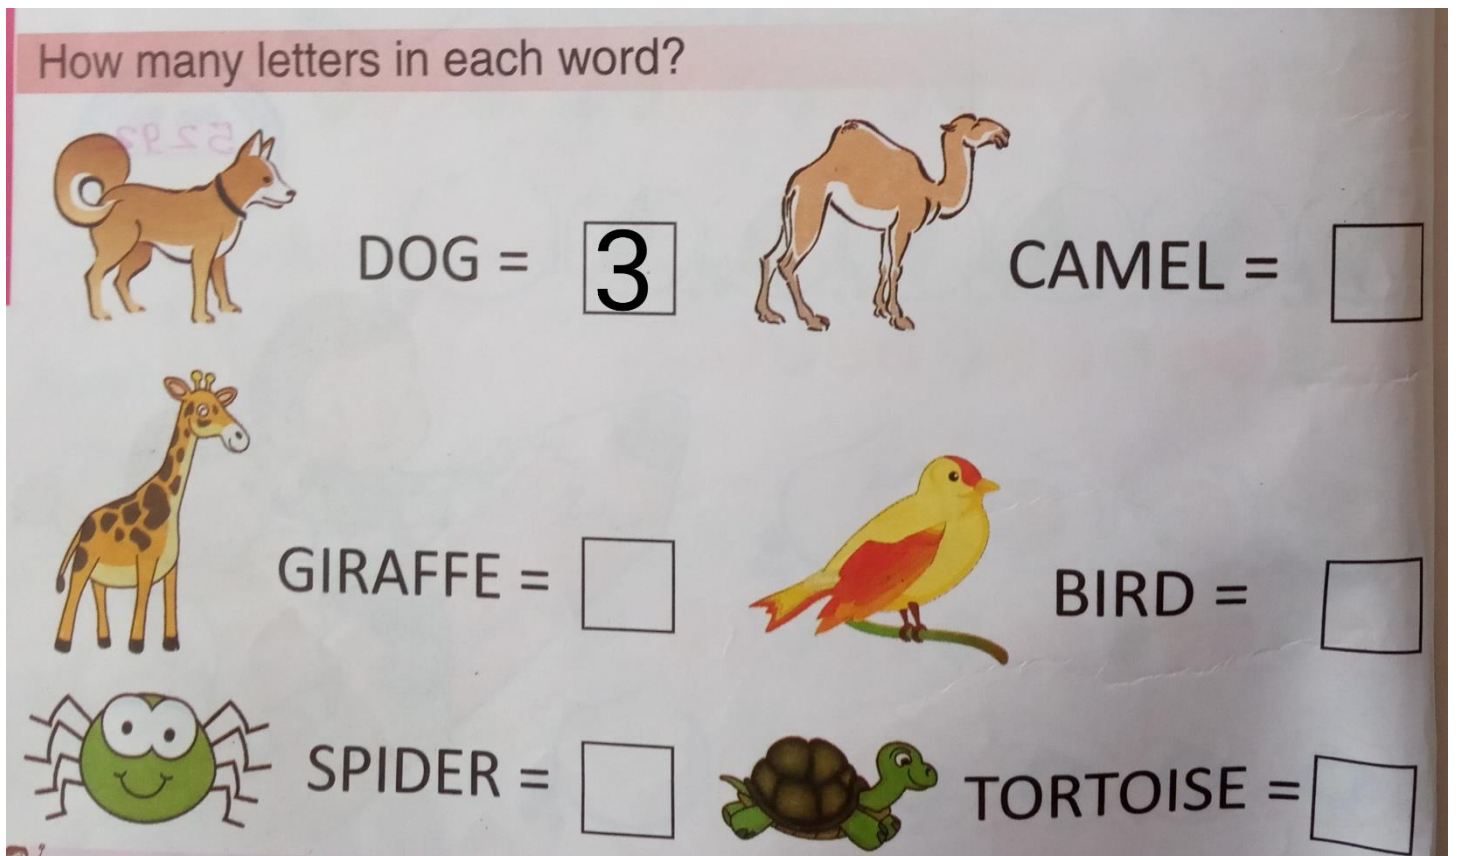 How many letters in each word?
DOG = 3
CAMEL =
GIRAFFE =
BIRD =
SPIDER =
TORTOISE =